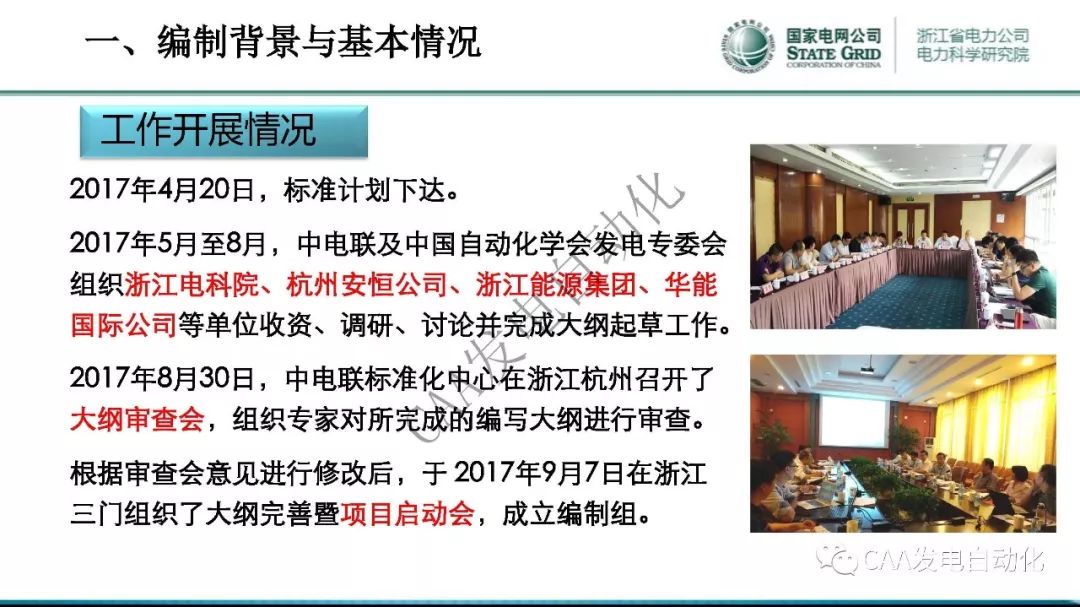 一、编制背景与基本情况
国家电网公司
STATE GRID
CORPORATION OF CHINA
浙江省电力公司
电力科学研究院
工作开展情况
2017年4月20日，标准计划下达。
2017年5月至8月，中电联及中国自动化学会发电专委会
组织浙江电科院、杭州安恒公司、浙江能源集团、华能
国际公司等单位收资、调研、讨论并完成大纲起草工作。
2017年8月30日，中电联标准化中心在浙江杭州召开了
大纲审查会，组织专家对所完成的编写大纲进行审查。
根据审查会意见进行修改后，于 2017年9月7日在浙江
三门组织了大纲完善暨项目启动会，成立编制组。
CAA发电自动化
CAA发电自动化